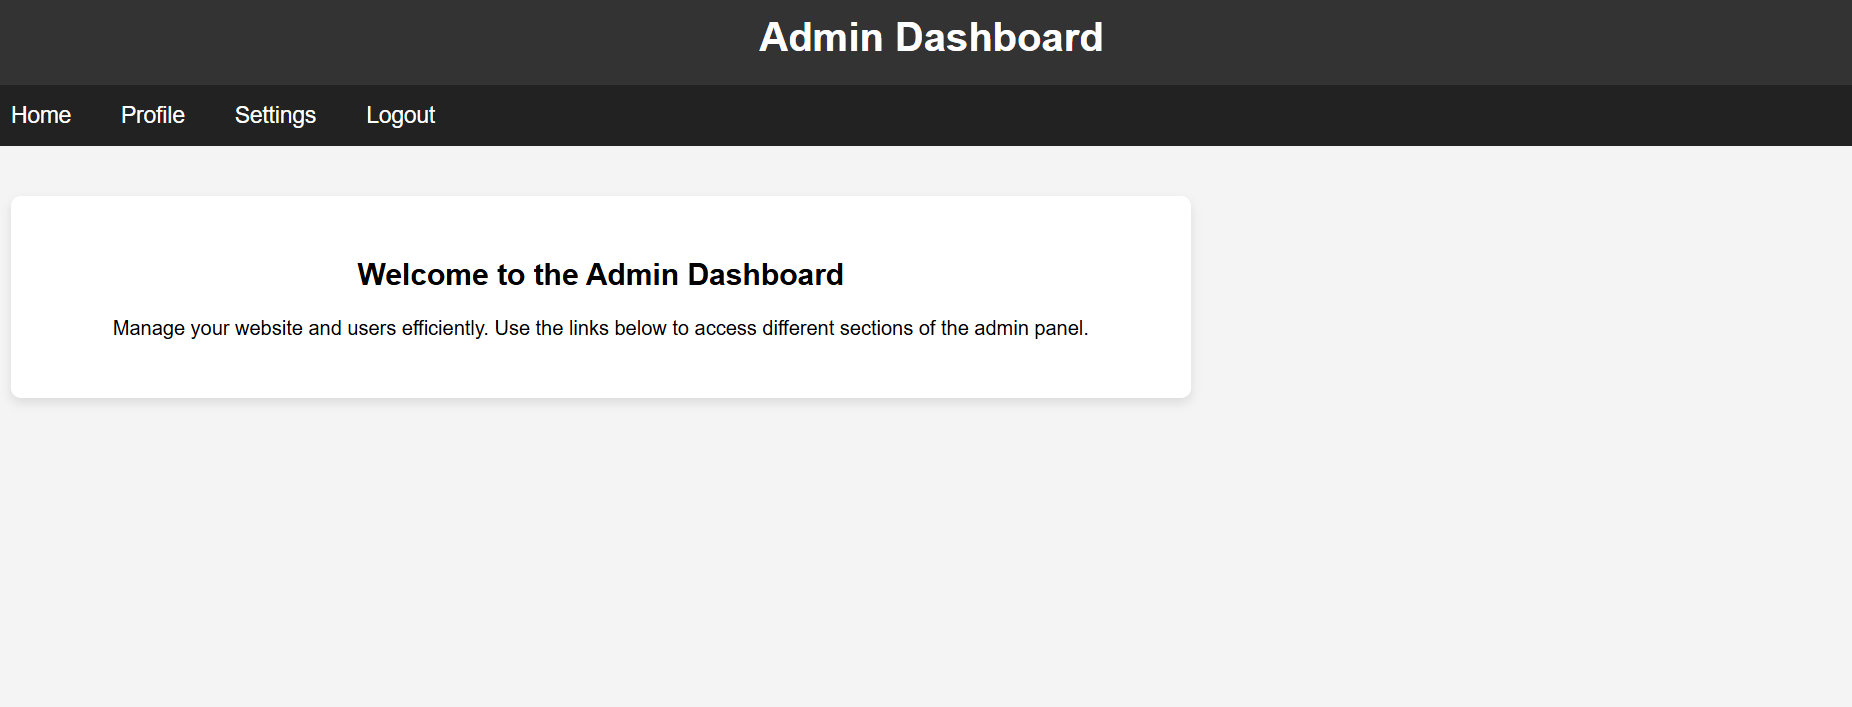 Admin Dashboard
Home Profile Settings Logout
Welcome to the Admin Dashboard
Manage your website and users efficiently. Use the links below to access different sections of the admin panel.